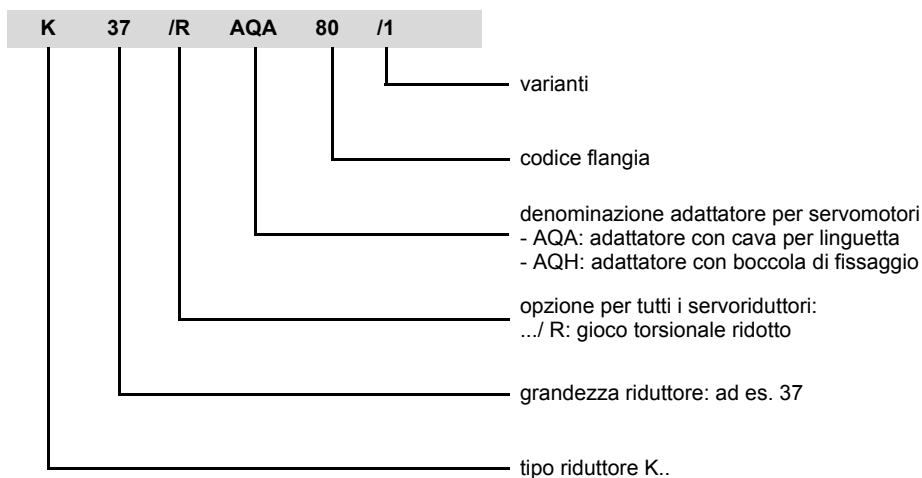 K 37 /R AQA 80 /1
varianti
codice flangia
denominazione adattatore per servomotori
- AQA: adattatore con cava per linguetta
- AQH: adattatore con boccola di fissaggio
opzione per tutti i servoriduttori:
.../ R: gioco torsionale ridotto
grandezza riduttore: ad es. 37
tipo riduttore K..